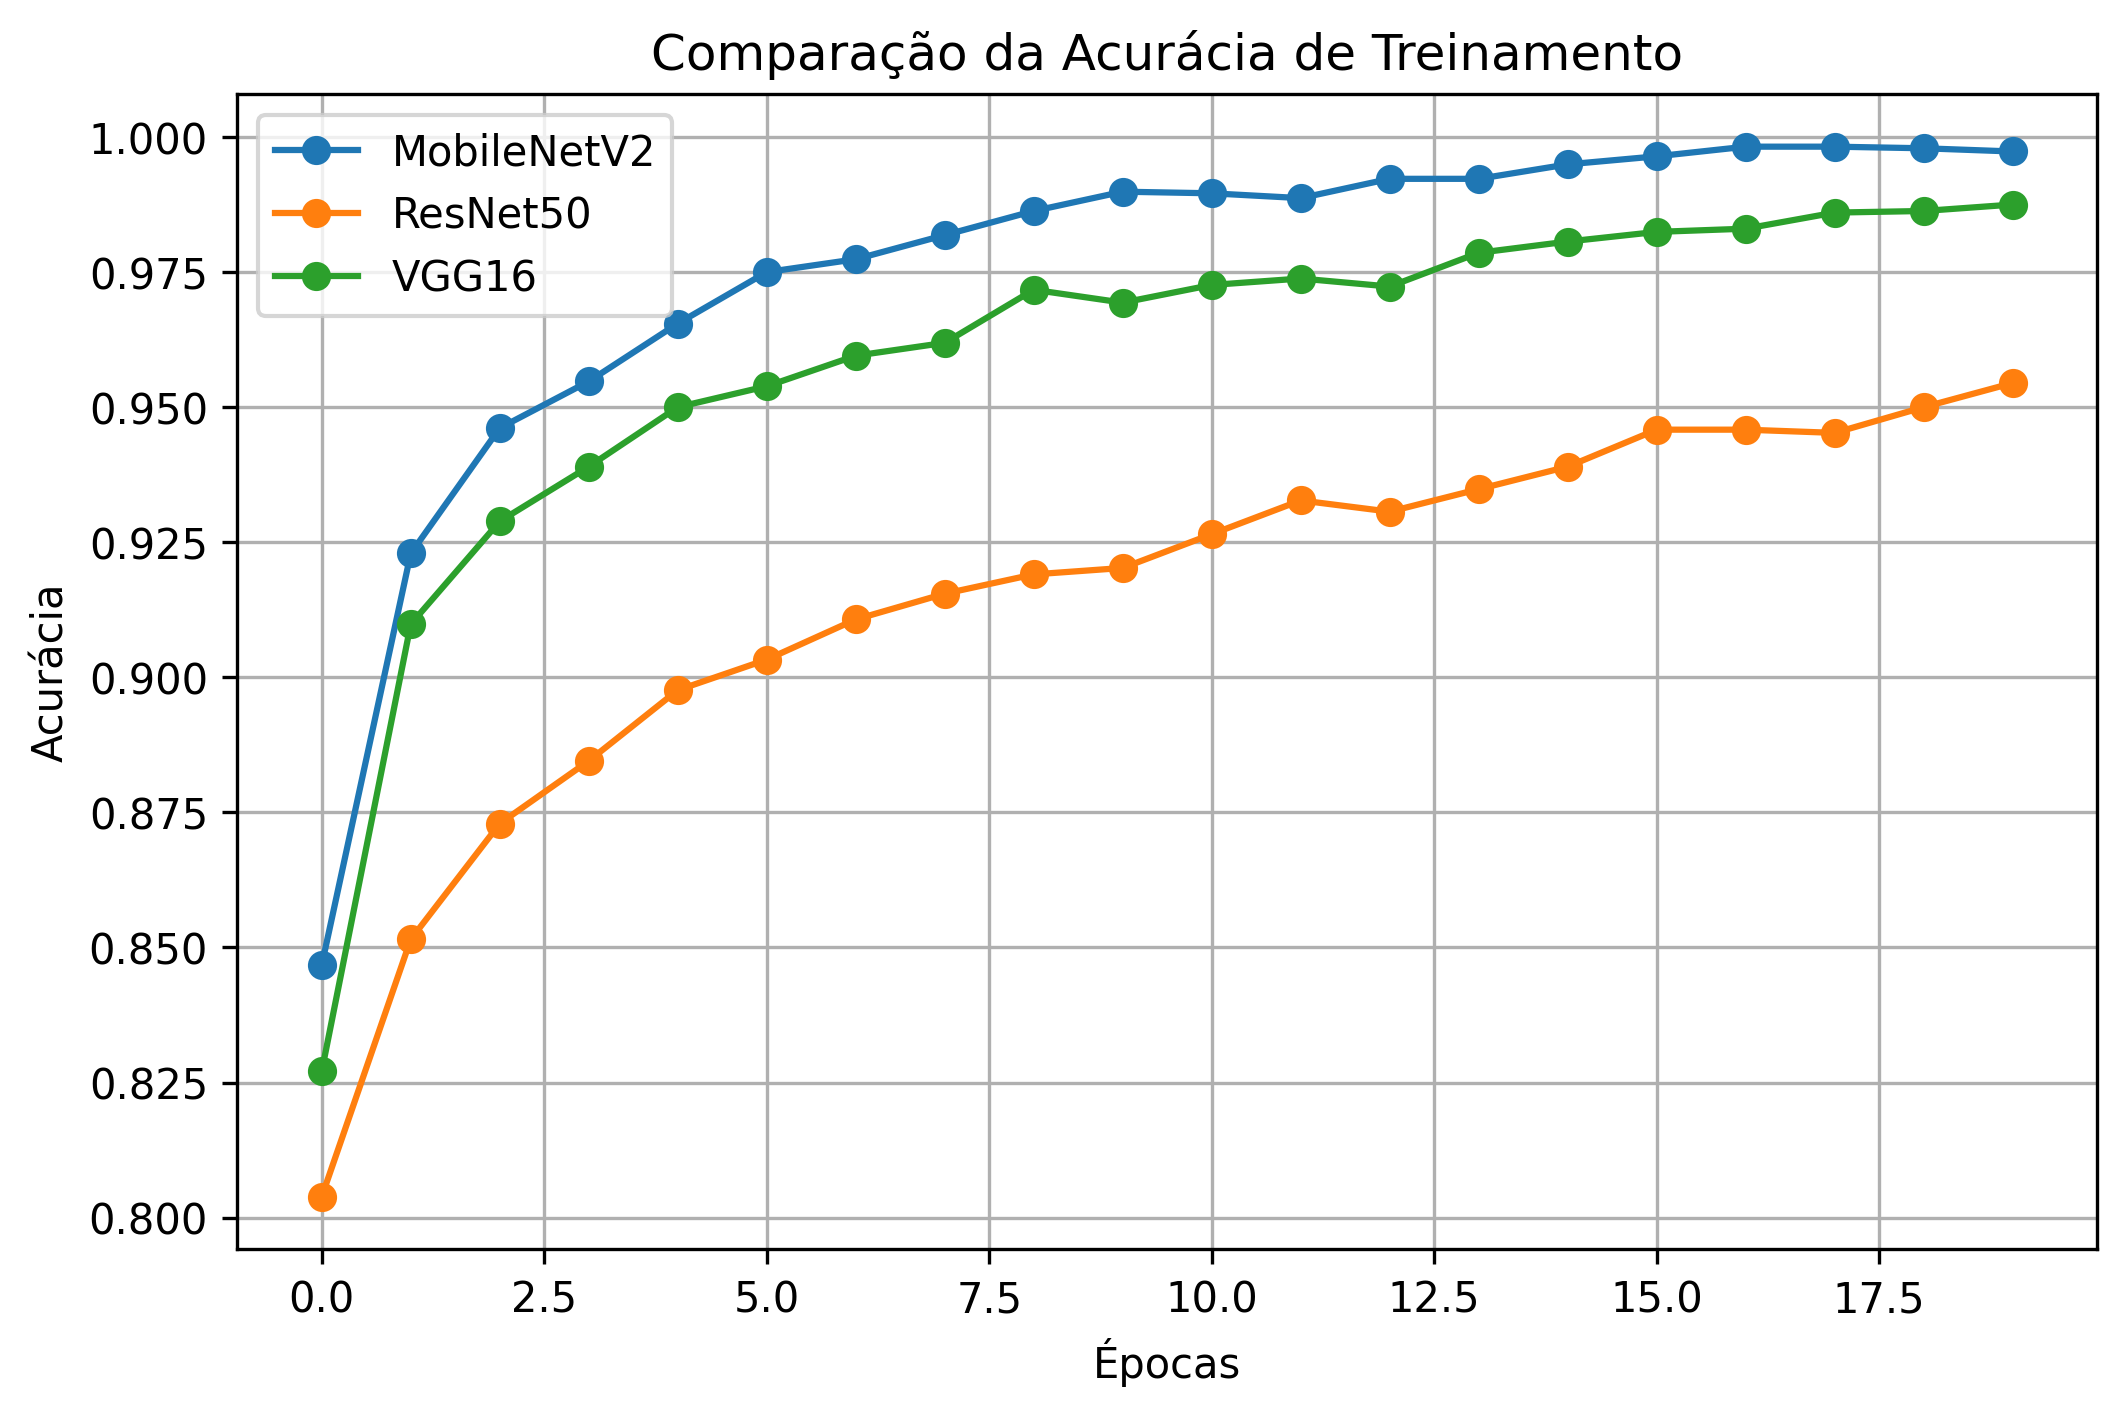 Comparação da Acurácia de Treinamento
MobileNetV2
ResNet50
VGG16
Acurácia
1.000
0.975
0.950
0.925
0.900
0.875
0.850
0.825
0.800
0.0 2.5 5.0 7.5 10.0 12.5 15.0 17.5
Épocas